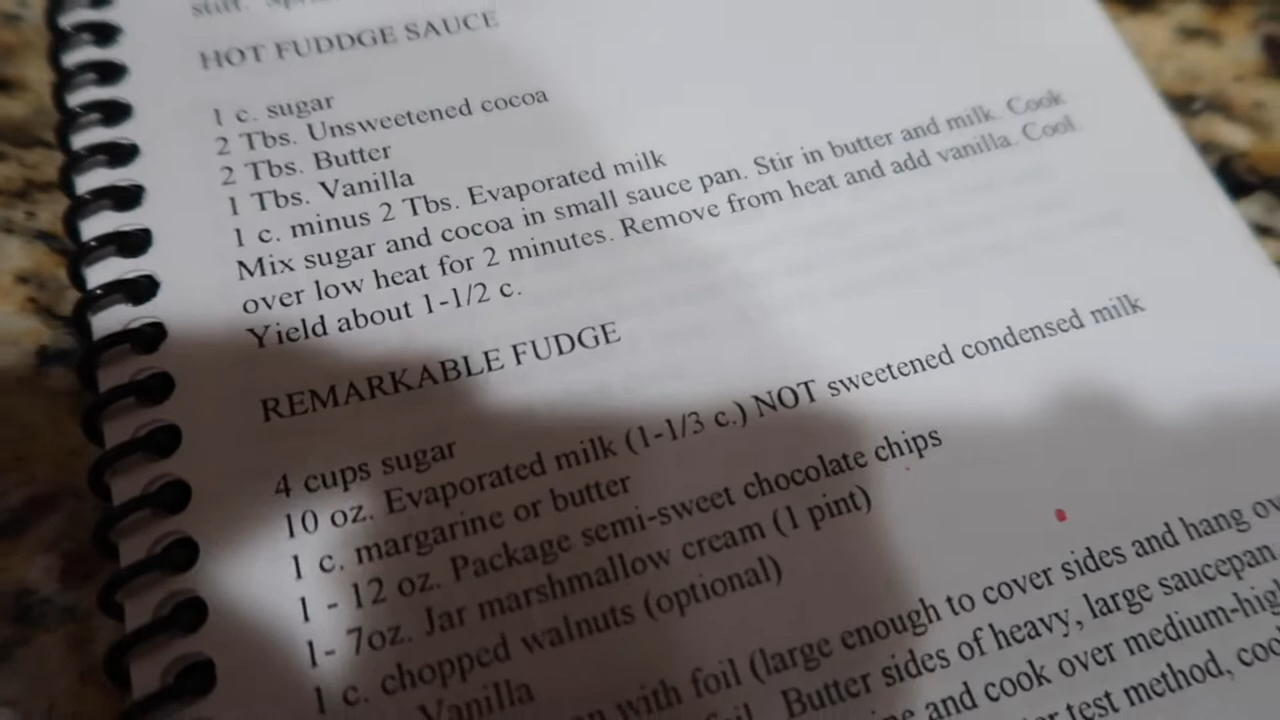 HOT FUDDGE SAUCE
1 c. sugar
2 Tbs. Unsweetened cocoa
2 Tbs. Butter
1 Tbs. Vanilla
1 c. minus 2 Tbs. Evaporated milk
Mix sugar and cocoa in small sauce pan. Stir in butter and milk. Cook
over low heat for 2 minutes. Remove from heat and add vanilla. Cool.
Yield about 1-1/2 c.
REMARKABLE FUDGE
4 cups sugar
10 oz. Evaporated milk (1-1/3 c.) NOT sweetened condensed milk
1 c. margarine or butter
1 - 12 oz. Package semi-sweet chocolate chips
1- 7oz. Jar marshmallow cream (1 pint)
1 c. chopped walnuts (optional)
Vanilla
with foil (large enough to cover sides and hang
Butter sides of heavy, large saucepan.
and cook over
test method,